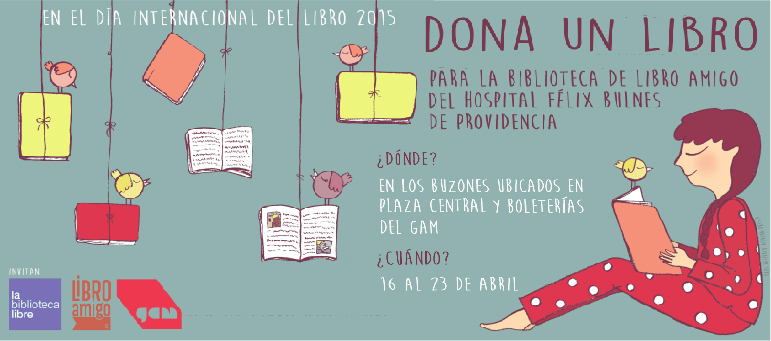 EN EL DÍA INTERNACIONAL DEL LIBRO 2015
DONA UN LIBRO
PARA LA BIBLIOTECA DE LIBRO AMIGO
DEL HOSPITAL FÉLIX BULNES
DE PROVIDENCIA
¿DÓNDE?
EN LOS BUZONES UBICADOS EN
PLAZA CENTRAL Y BOLETERÍAS
DEL GAM
¿CUÁNDO?
16 AL 23 DE ABRIL
INVITAN
la
biblioteca
libre
LiBRO
amigo
gam